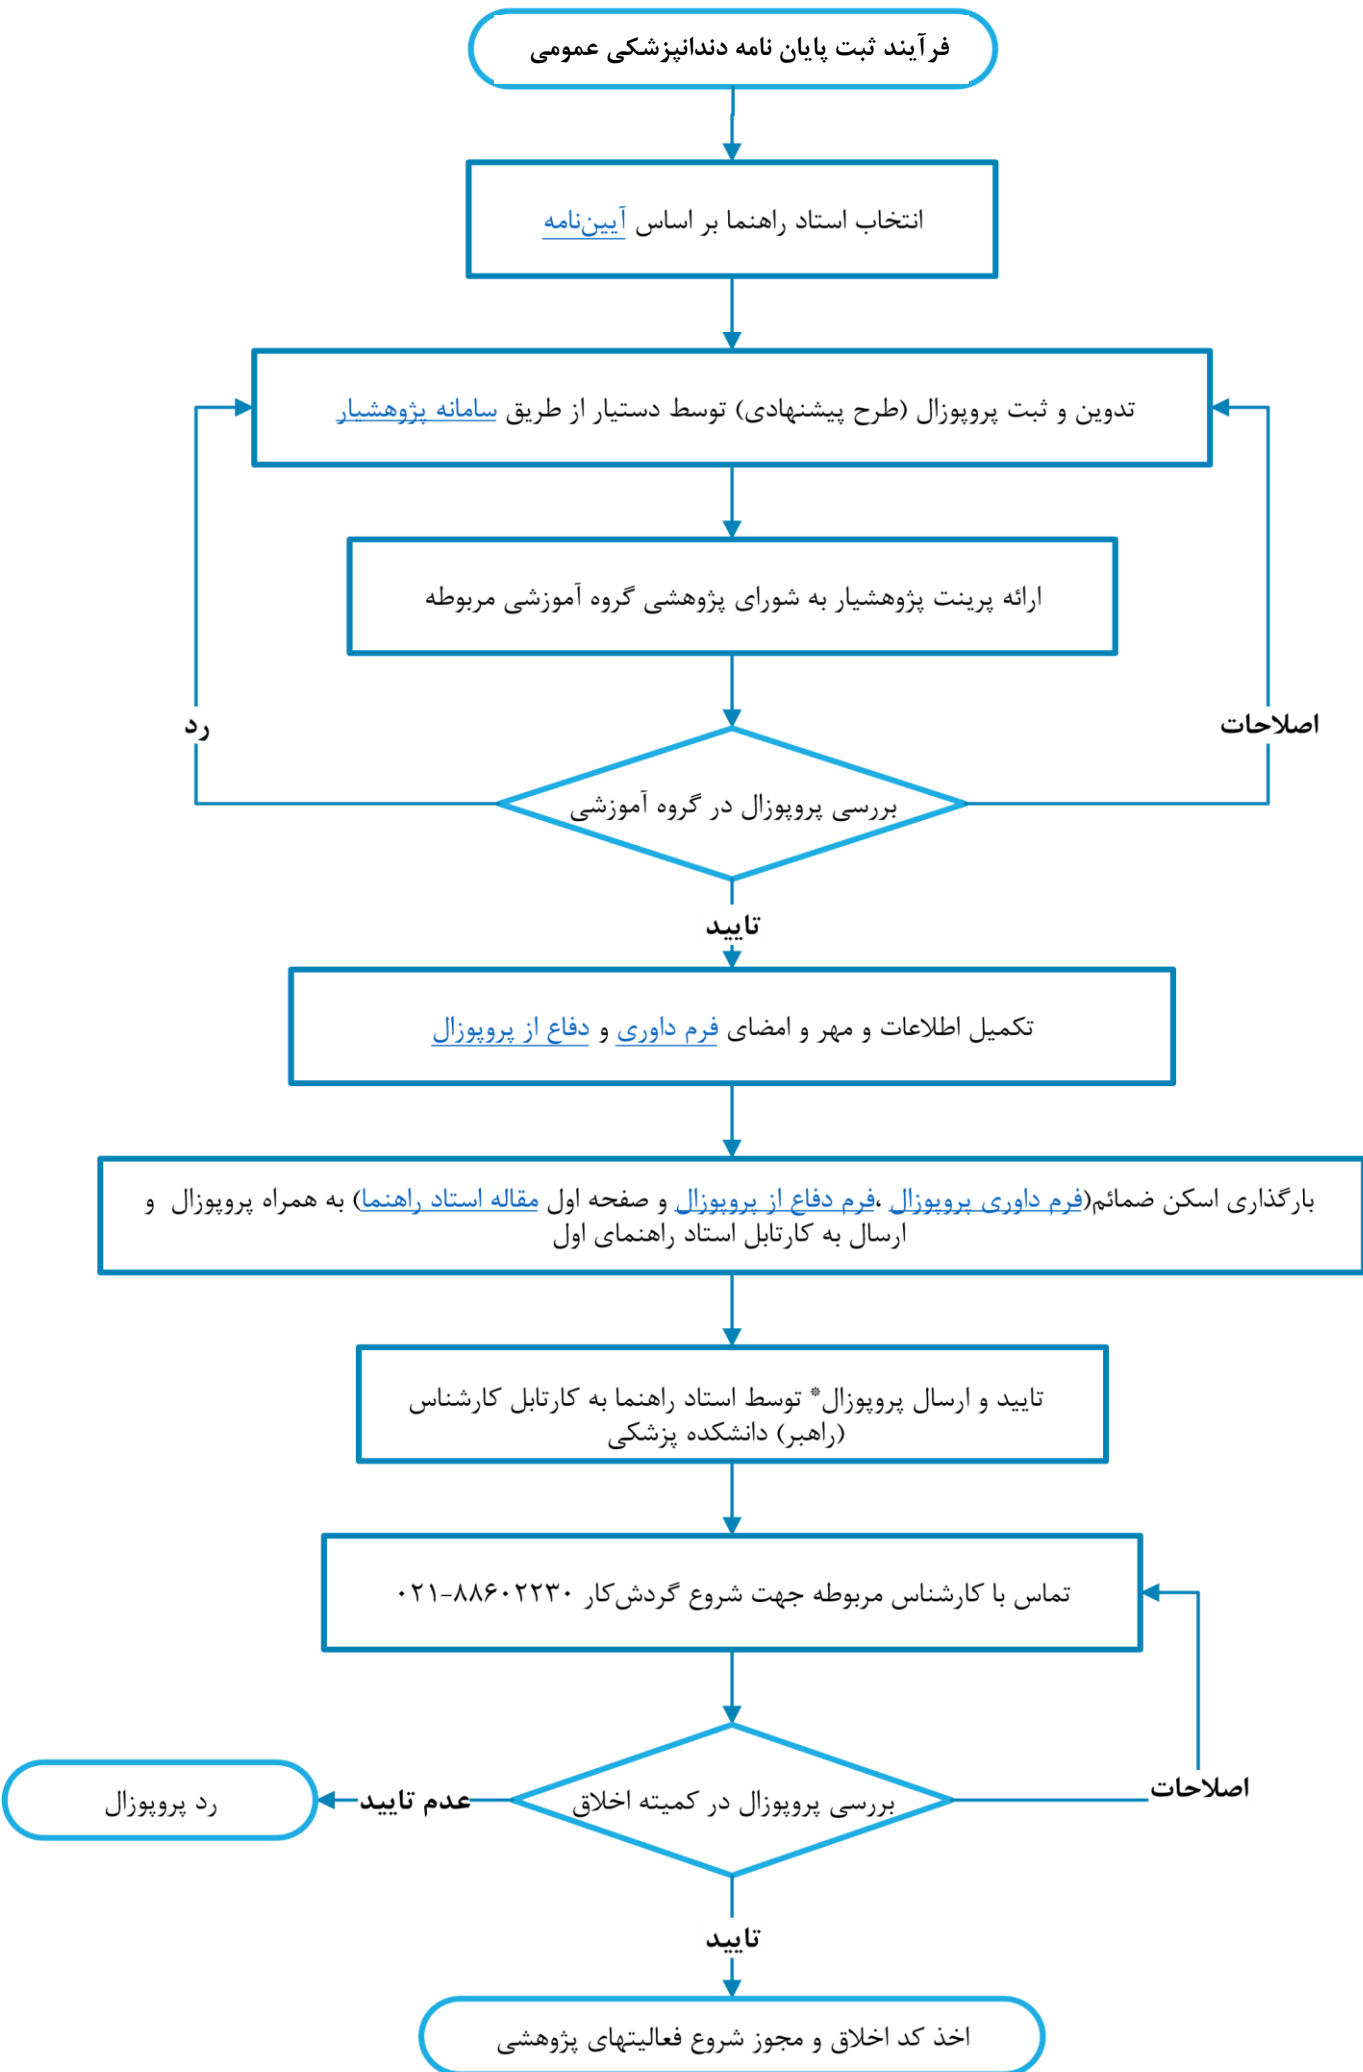 فرآیند ثبت پایان نامه دندانپزشکی عمومی
انتخاب استاد راهنما بر اساس آیین‌نامه
تدوین و ثبت پروپوزال (طرح پیشنهادی) توسط دستیار از طریق سامانه پژوهشیار
ارائه پرینت پژوهشیار به شورای پژوهشی گروه آموزشی مربوطه
رد
اصلاحات
بررسی پروپوزال در گروه آموزشی
تایید
تکمیل اطلاعات و مهر و امضای فرم داوری و دفاع از پروپوزال
بارگذاری اسکن ضمائم(فرم داوری پروپوزال ،فرم دفاع از پروپوزال و صفحه اول مقاله استاد راهنما) به همراه پروپوزال و
ارسال به کارتابل استاد راهنمای اول
تایید و ارسال پروپوزال* توسط استاد راهنما به کارتابل کارشناس
(راهبر) دانشکده پزشکی
تماس با کارشناس مربوطه جهت شروع گردش‌کار ۸۸۶۰۲۲۳۰-۰۲۱
اصلاحات
بررسی پروپوزال در کمیته اخلاق
عدم تایید
رد پروپوزال
تایید
اخذ کد اخلاق و مجوز شروع فعالیتهای پژوهشی